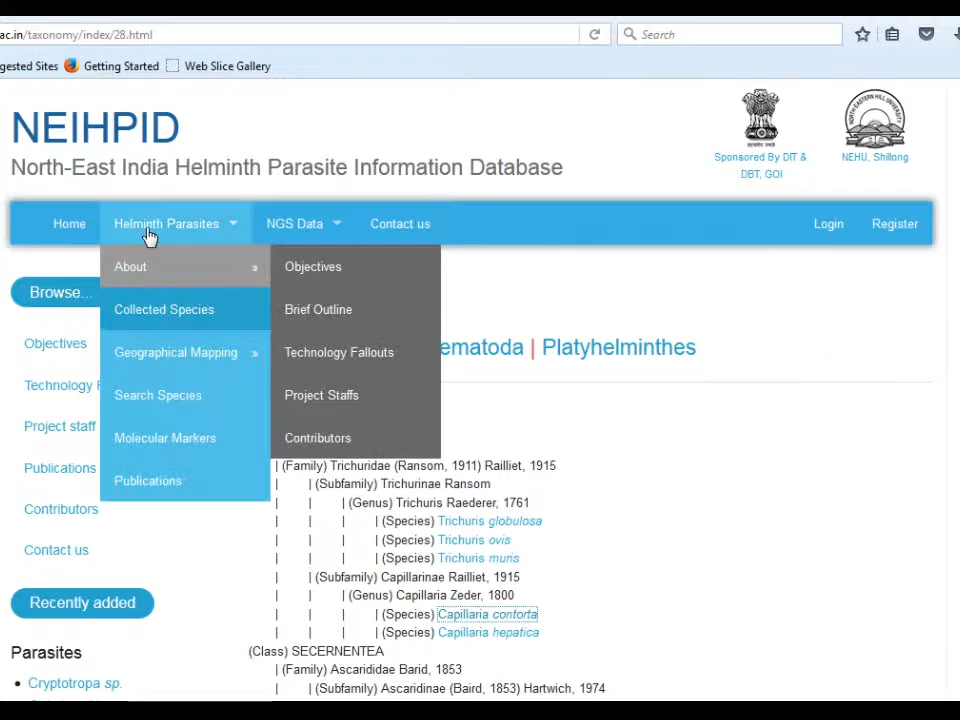 ac.in/taxonomy/index/28.html
Search
gested Sites Getting Started Web Slice Gallery
NEIHPID
North-East India Helminth Parasite Information Database
Sponsored By DIT &
DBT, GOI
NEHU, Shillong
Home Helminth Parasites NGS Data Contact us Login Register
About » Objectives
Browse...
Collected Species Brief Outline
Objectives
ematoda | Platyhelminthes
Geographical Mapping » Technology Fallouts
Technology F
Search Species Project Staffs
Project staff
Molecular Markers Contributors
Publications
Publications
Contributors
Contact us
Recently added
Parasites
• Cryptotropa sp.
| (Family) Trichuridae (Ransom, 1911) Railliet, 1915
| | (Subfamily) Trichurinae Ransom
| | | (Genus) Trichuris Raederer, 1761
| | | | (Species) Trichuris globulosa
| | | | (Species) Trichuris ovis
| | | | (Species) Trichuris muris
| | (Subfamily) Capillarinae Railliet, 1915
| | | (Genus) Capillaria Zeder, 1800
| | | | (Species) Capillaria conforta
| | | | (Species) Capillaria hepatica
(Class) SECERNENTEA
| (Family) Ascarididae Barid, 1853
| | (Subfamily) Ascaridinae (Baird, 1853) Hartwich, 1974